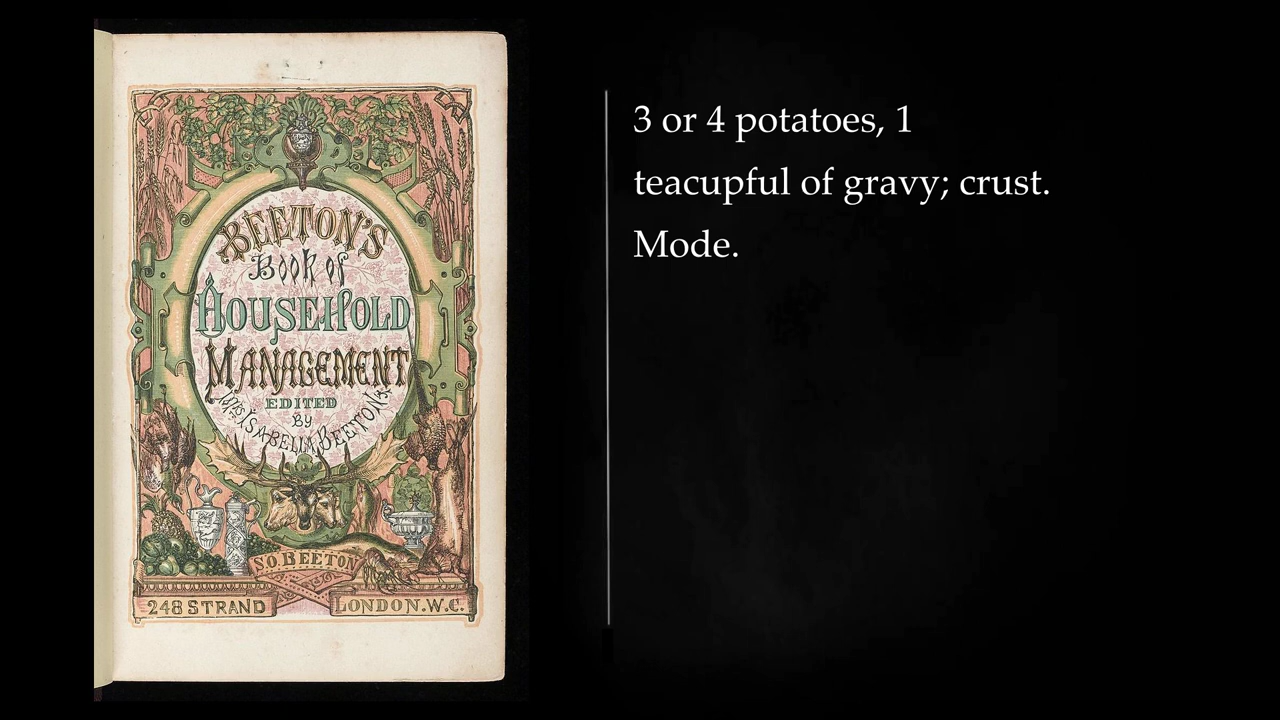 BEETON'S
Book of
HOUSEHOLD
MANAGEMENT
EDITED
BY
MRS ISABELLA BEETON
S.O. BEETON
248 STRAND
LONDON. W.C.
3 or 4 potatoes, 1
teacupful of gravy; crust.
Mode.